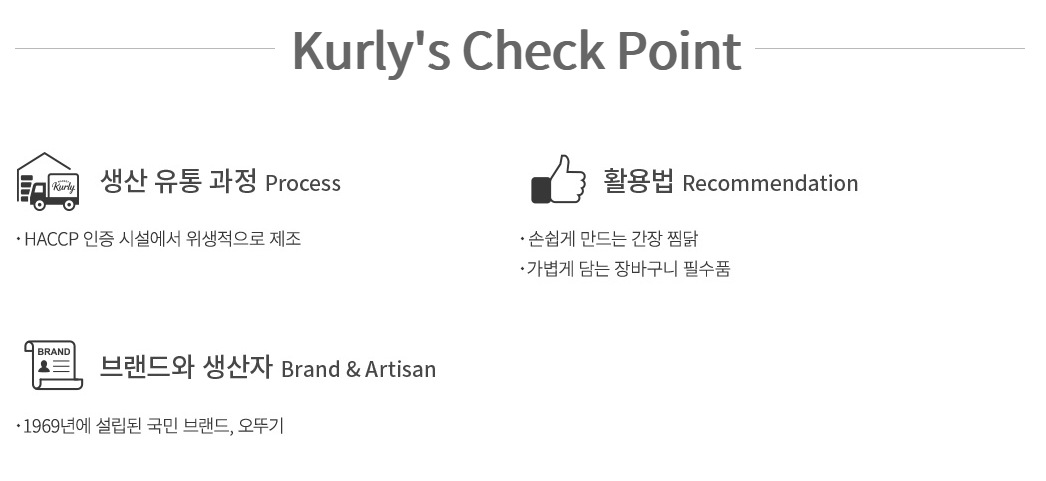 Kurly's Check Point
Kurly
생산 유통 과정 Process
· HACCP 인증 시설에서 위생적으로 제조
활용법 Recommendation
· 손쉽게 만드는 간장 찜닭
· 가볍게 담는 장바구니 필수품
BRAND
브랜드와 생산자 Brand & Artisan
· 1969년에 설립된 국민 브랜드, 오뚜기